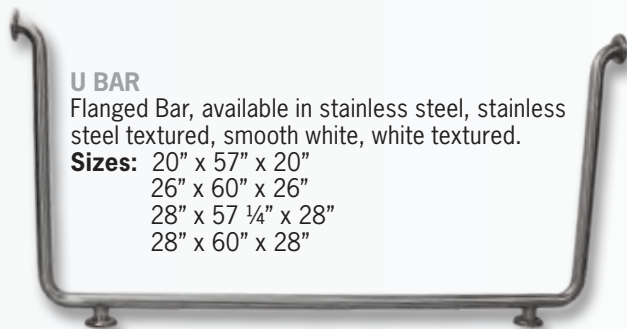 U BAR
Flanged Bar, available in stainless steel, stainless
steel textured, smooth white, white textured.
Sizes: 20” x 57” x 20”
26” x 60” x 26”
28” x 57 ¼” x 28”
28” x 60” x 28”